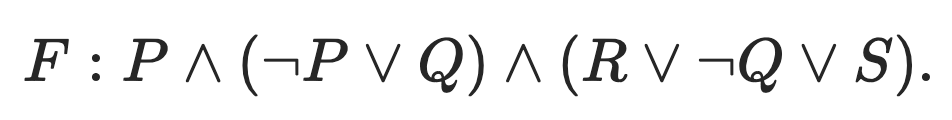 F : P ∧ (¬P ∨ Q) ∧ (R ∨ ¬Q ∨ S).